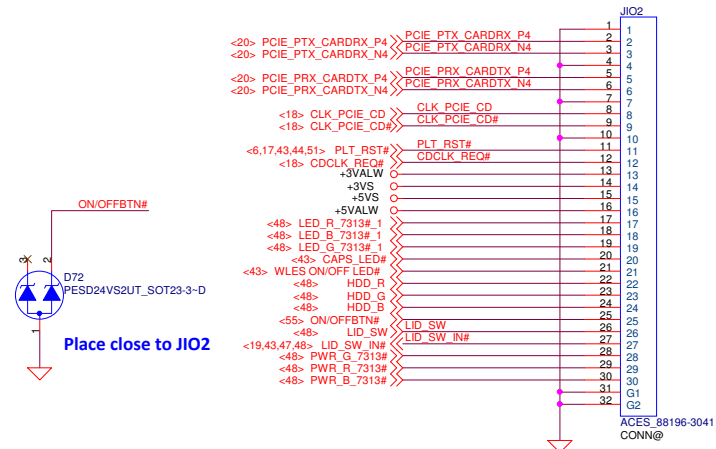 JIO2
<20> PCIE_PTX_CARDRX_P4 PCIE_PTX_CARDRX_P4
<20> PCIE_PTX_CARDRX_N4 PCIE_PTX_CARDRX_N4
<20> PCIE_PRX_CARDTX_P4 PCIE_PRX_CARDTX_P4
<20> PCIE_PRX_CARDTX_N4 PCIE_PRX_CARDTX_N4
<18> CLK_PCIE_CD CLK_PCIE_CD
<18> CLK_PCIE_CD# CLK_PCIE_CD#
<6,17,43,44,51> PLT_RST# PLT_RST#
<18> CDCLK_REQ# CDCLK_REQ#
+3VALW
+3VS
+5VS
+5VALW
<48> LED_R_7313#_1
<48> LED_B_7313#_1
<48> LED_G_7313#_1
<43> CAPS_LED#
<43> WLES ON/OFF LED#
<48> HDD_R
<48> HDD_G
<48> HDD_B
<55> ON/OFFBTN#
<48> LID_SW LID_SW
<19,43,47,48> LID_SW_IN# LID_SW_IN#
<48> PWR_G_7313#
<48> PWR_R_7313#
<48> PWR_B_7313#
1 1
2 2
3 3
4 4
5 5
6 6
7 7
8 8
9 9
10 10
11 11
12 12
13 13
14 14
15 15
16 16
17 17
18 18
19 19
20 20
21 21
22 22
23 23
24 24
25 25
26 26
27 27
28 28
29 29
30 30
31 G1
32 G2
ACES_88196-3041
CONN@
ON/OFFBTN#
3 2
D72
PESD24VS2UT_SOT23-3~D
1
Place close to JIO2